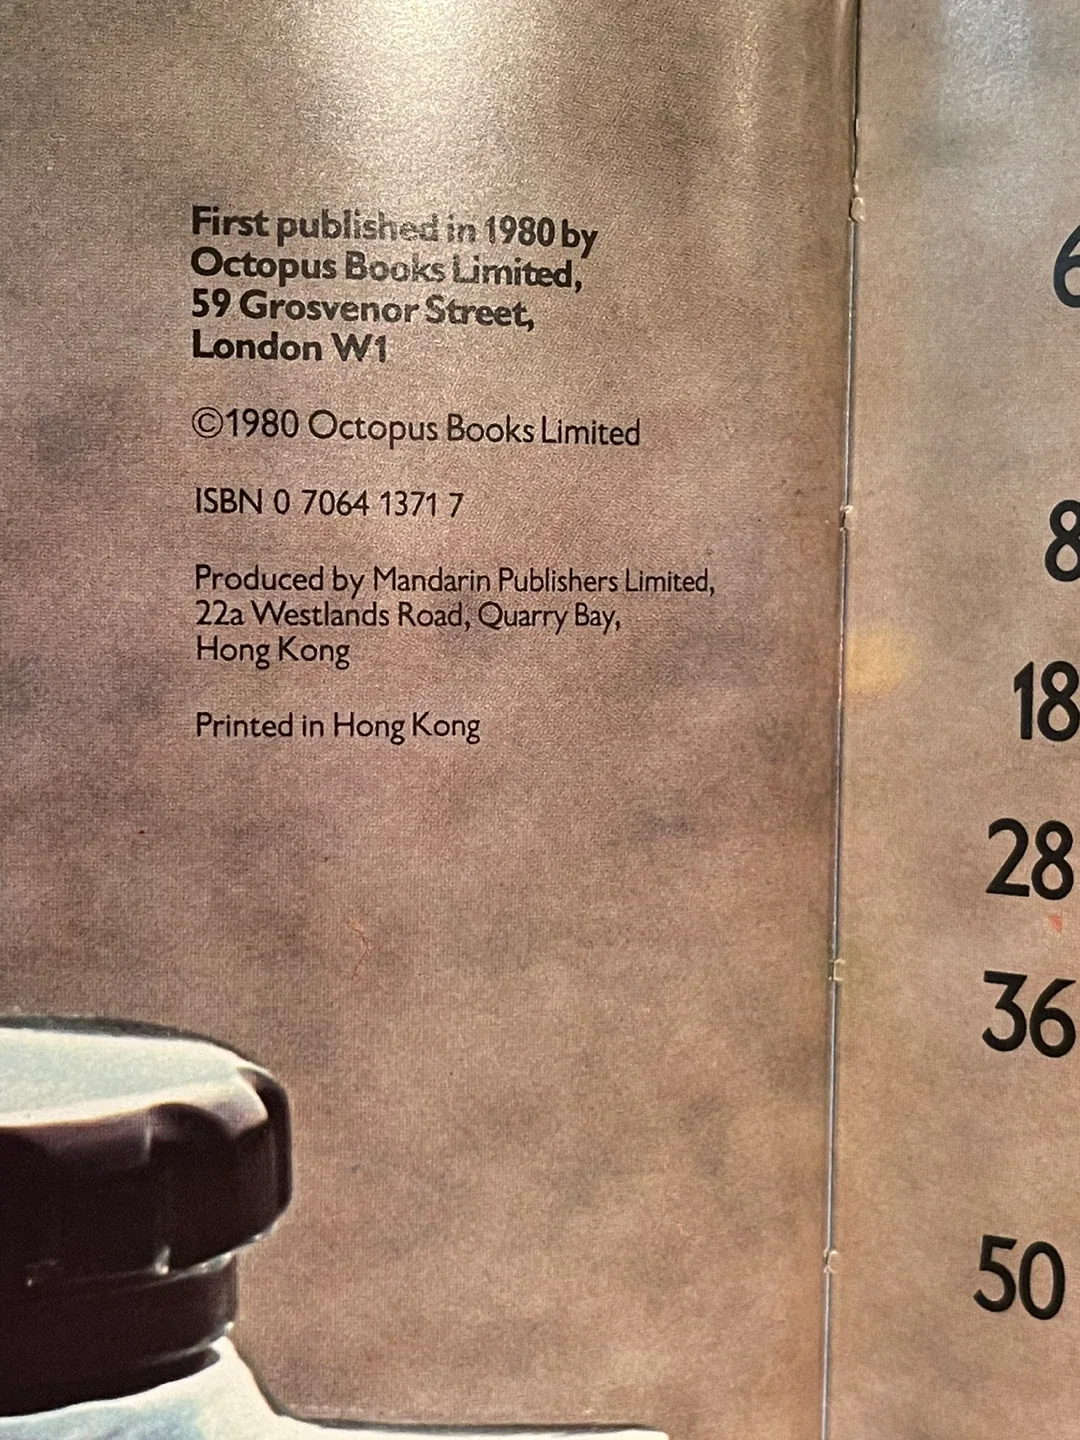 First published in 1980 by
Octopus Books Limited,
59 Grosvenor Street,
London W1
©1980 Octopus Books Limited
ISBN 0 7064 1371 7
Produced by Mandarin Publishers Limited,
22a Westlands Road, Quarry Bay,
Hong Kong
Printed in Hong Kong
6
8
18
28
36
50